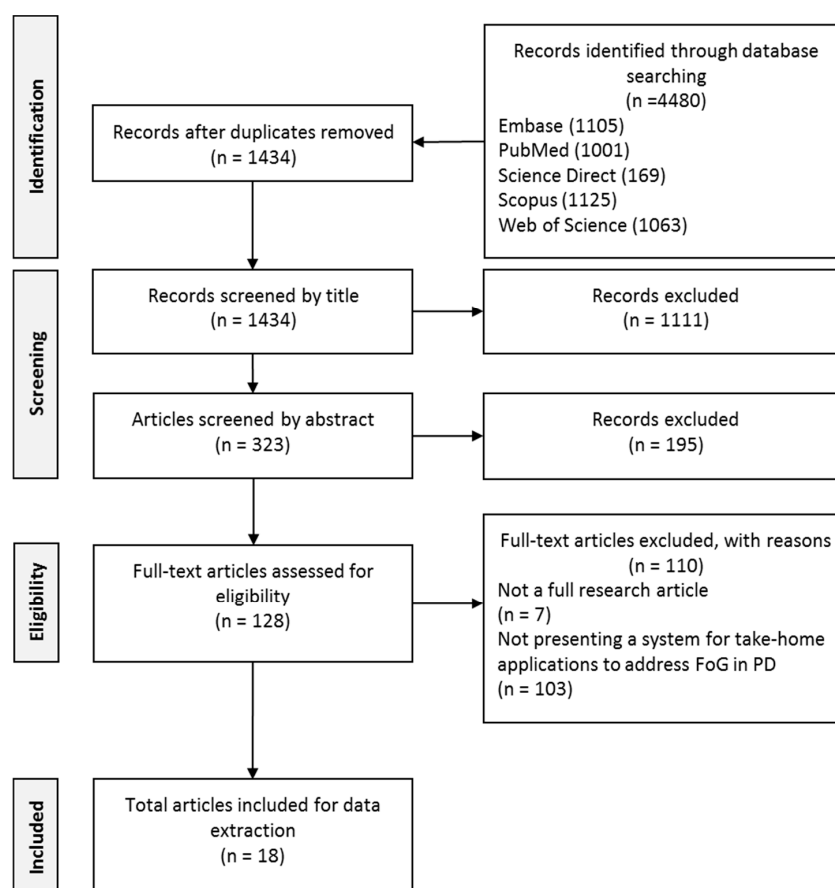 Identification
Records identified through database
searching
(n =4480)
Embase (1105)
PubMed (1001)
Science Direct (169)
Scopus (1125)
Web of Science (1063)
Records after duplicates removed
(n = 1434)
Screening
Records screened by title
(n = 1434)
Records excluded
(n = 1111)
Articles screened by abstract
(n = 323)
Records excluded
(n = 195)
Eligibility
Full-text articles assessed for
eligibility
(n = 128)
Full-text articles excluded, with reasons
(n = 110)
Not a full research article
(n = 7)
Not presenting a system for take-home
applications to address FoG in PD
(n = 103)
Included
Total articles included for data
extraction
(n = 18)